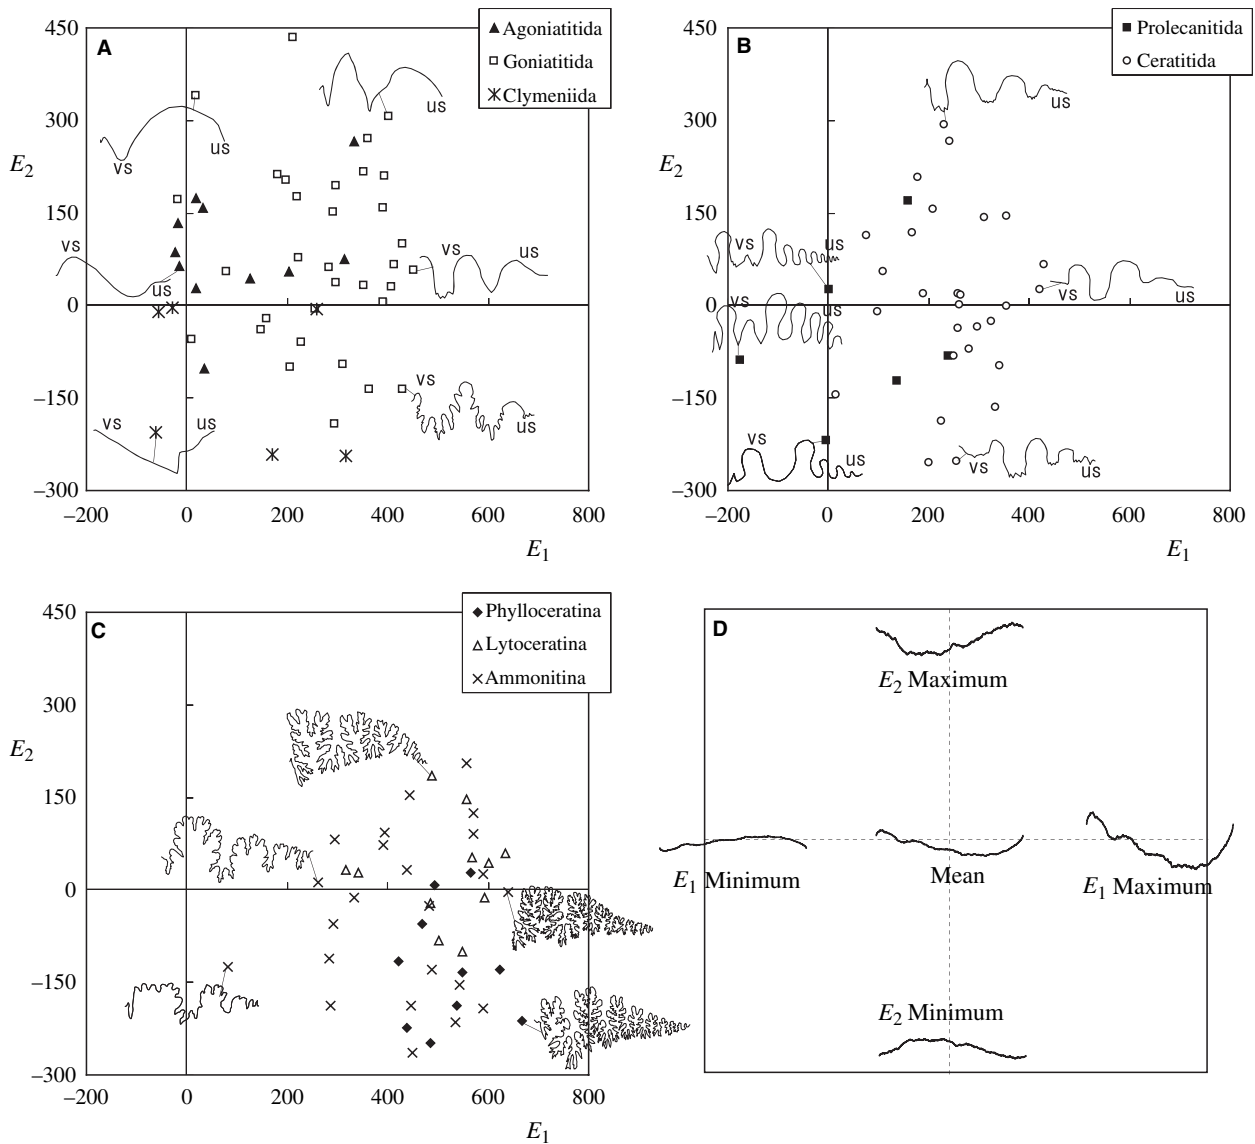 A
450
300
150
0
−150
−300
−200
0
200
400
600
800
E2
E1
Agoniatitida
Goniatitida
Clymeniida
vs
us
us
vs
us
vs
us
vs
us
vs
us
B
450
300
150
0
−150
−300
−200
0
200
400
600
800
E2
E1
Prolecanitida
Ceratitida
us
vs
us
vs
us
vs
us
vs
us
vs
us
C
450
300
150
0
−150
−300
−200
0
200
400
600
800
E2
E1
Phylloceratina
Lytoceratina
Ammonitina
D
E2 Maximum
E1 Minimum
Mean
E1 Maximum
E2 Minimum